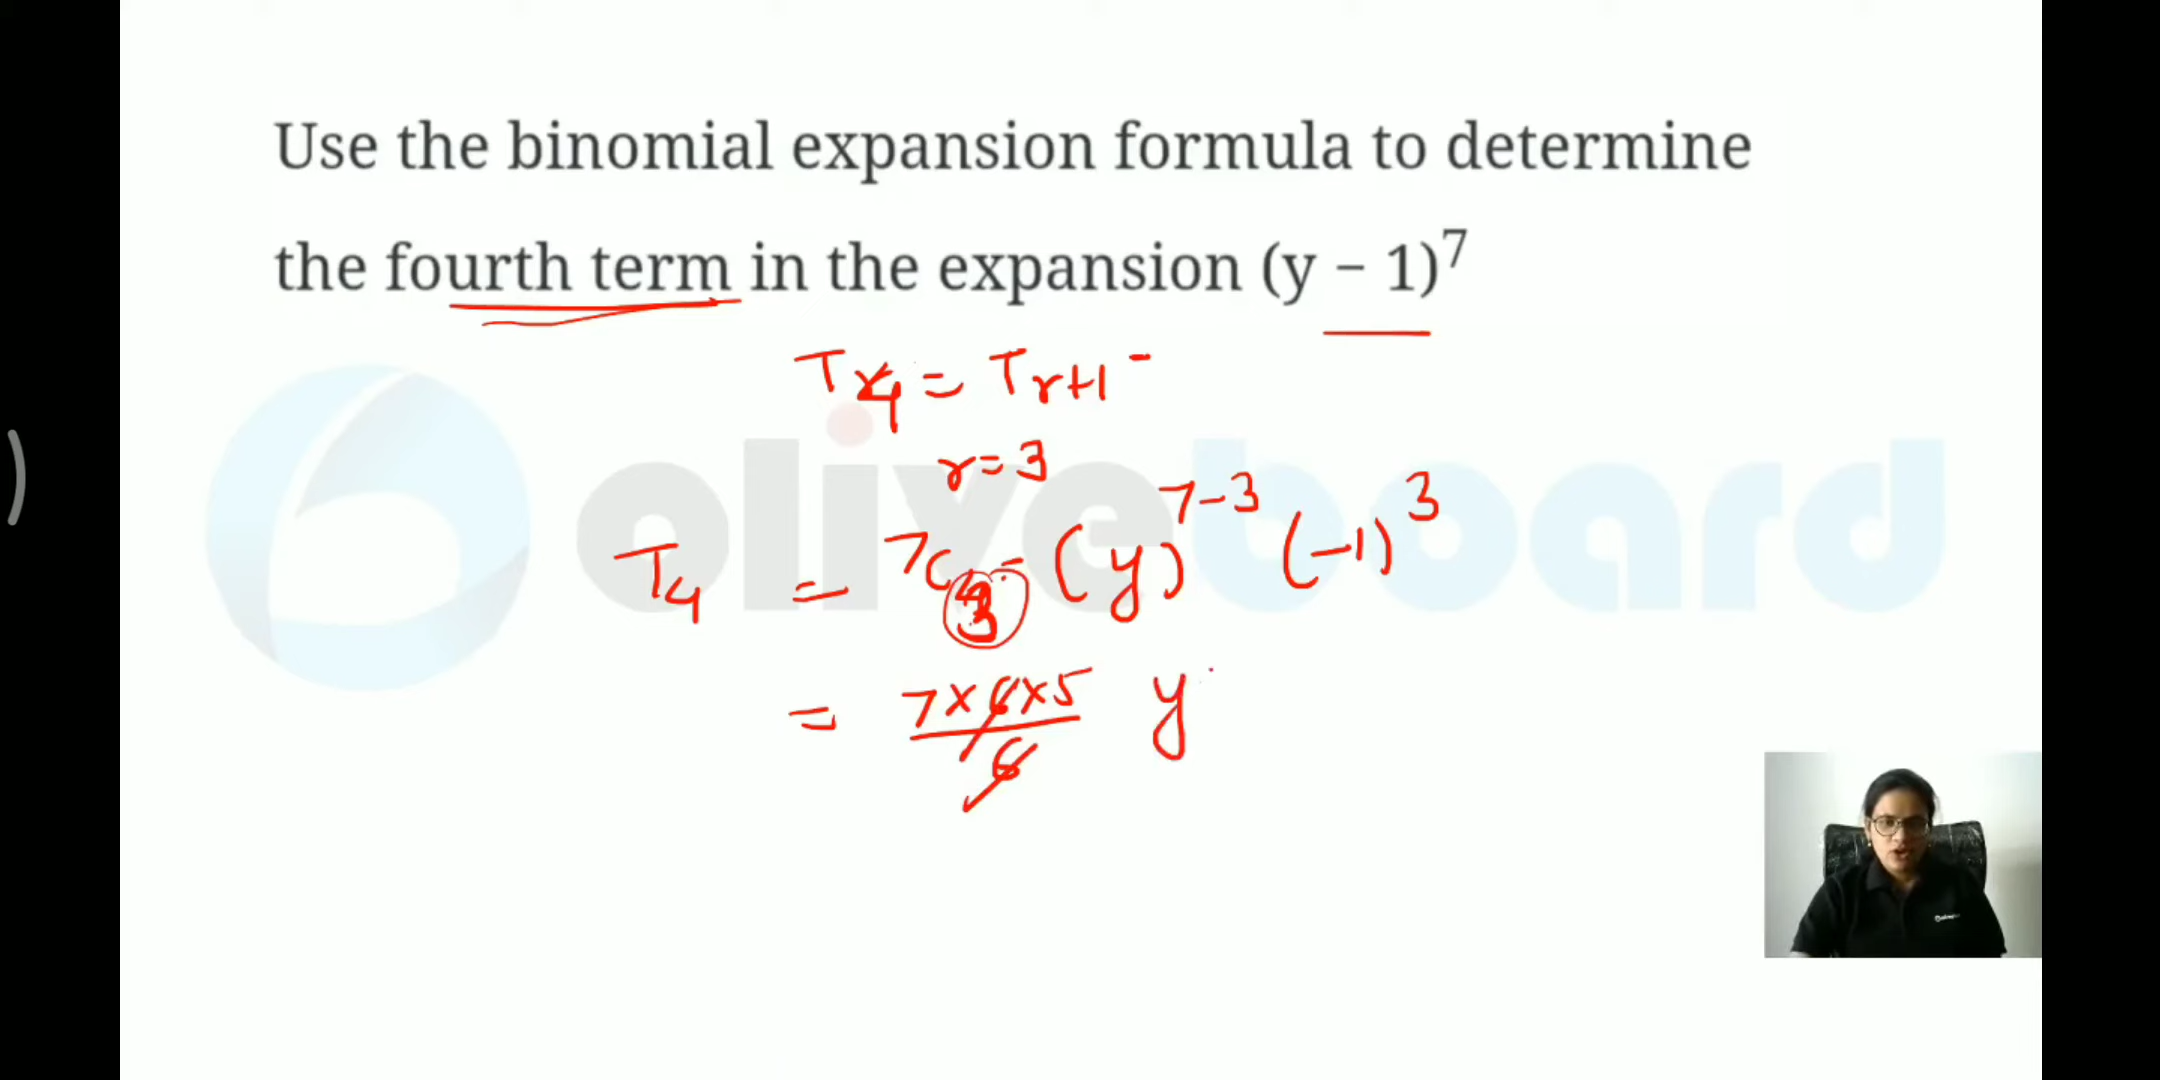 Use the binomial expansion formula to determine
the fourth term in the expansion (y − 1)⁷
T4 = Tr+1
r = 3
oliveboard
T4 = 7C3 (y)^7-3 (-1)^3
= 7×6×5 / 6 y